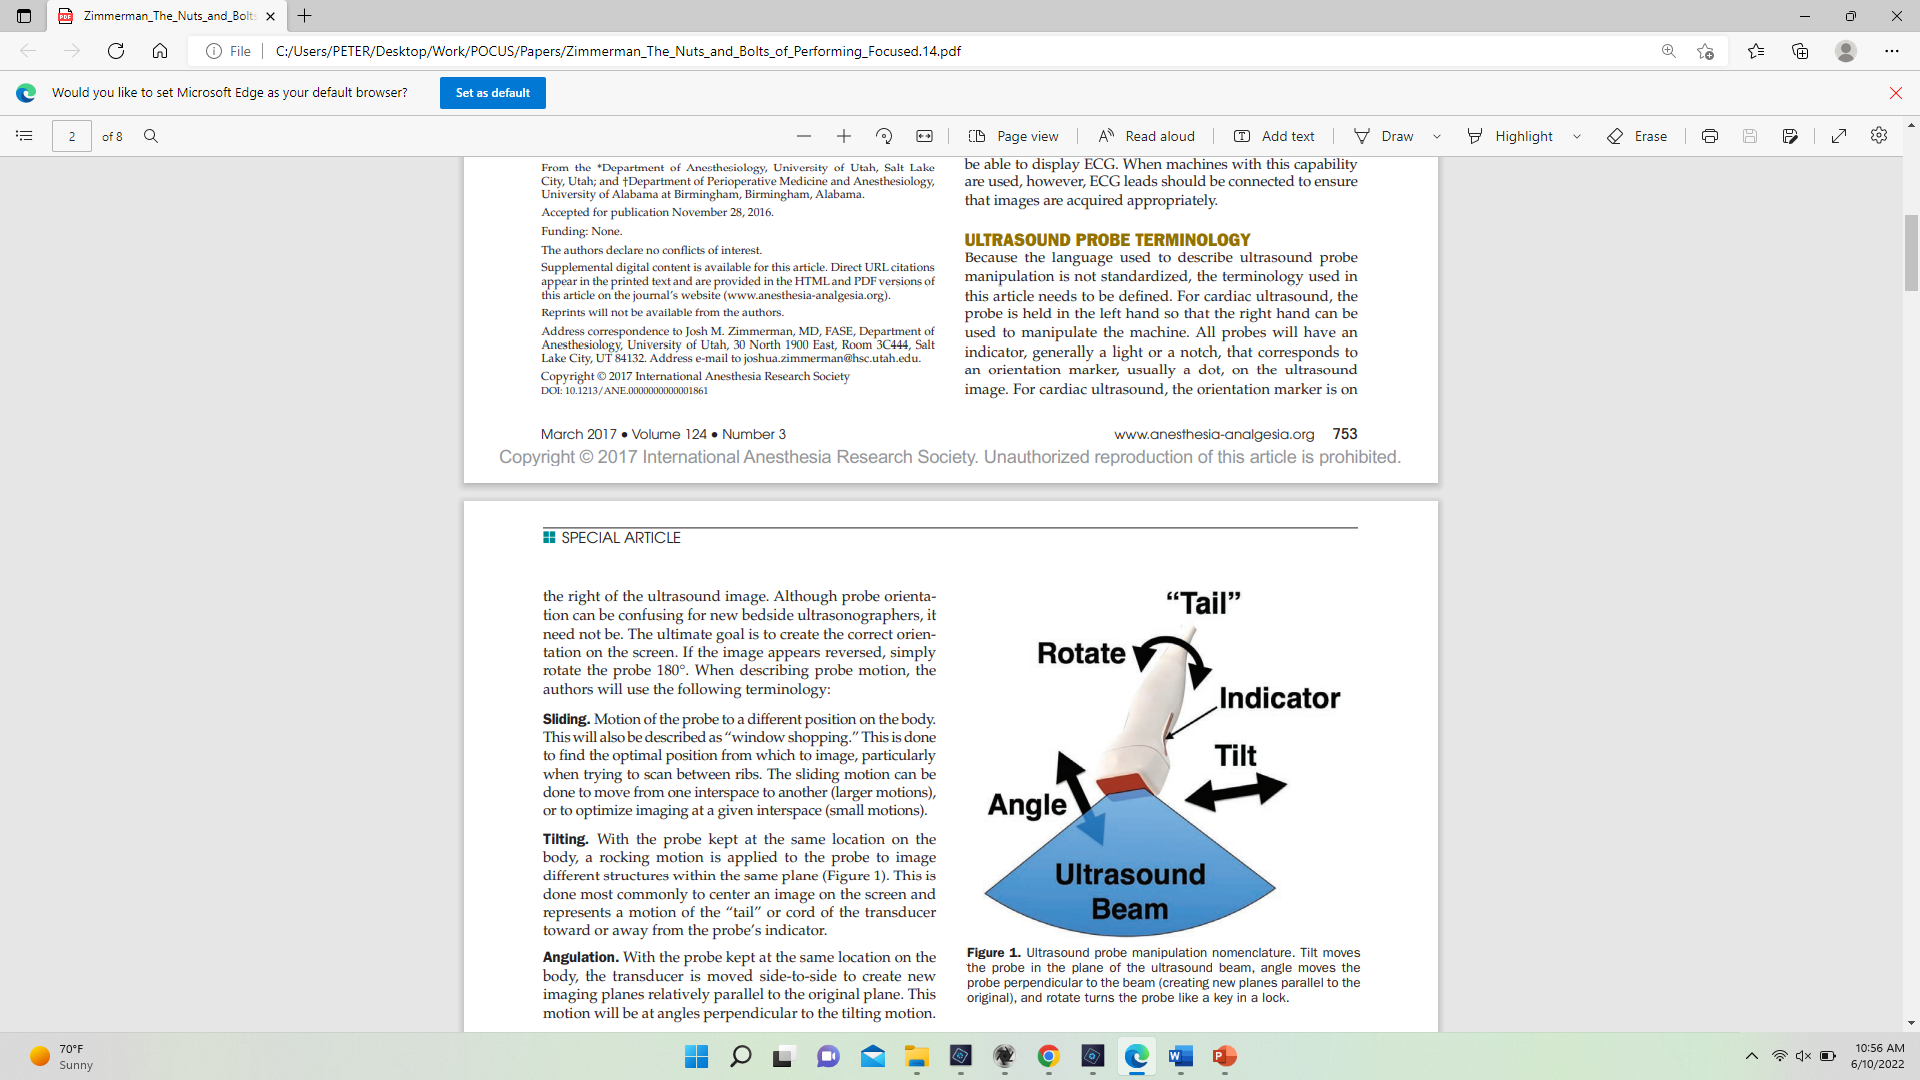 Zimmerman_The_Nuts_and_Bolts
File
C:/Users/PETER/Desktop/Work/POCUS/Papers/Zimmerman_The_Nuts_and_Bolts_of_Performing_Focused.14.pdf
Would you like to set Microsoft Edge as your default browser?
Set as default
2 of 8
Page view
Read aloud
Add text
Draw
Highlight
Erase
From the *Department of Anesthesiology, University of Utah, Salt Lake
City, Utah; and †Department of Perioperative Medicine and Anesthesiology,
University of Alabama at Birmingham, Birmingham, Alabama.
Accepted for publication November 28, 2016.
Funding: None.
The authors declare no conflicts of interest.
Supplemental digital content is available for this article. Direct URL citations
appear in the printed text and are provided in the HTML and PDF versions of
this article on the journal's website (www.anesthesia-analgesia.org).
Reprints will not be available from the authors.
Address correspondence to Josh M. Zimmerman, MD, FASE, Department of
Anesthesiology, University of Utah, 30 North 1900 East, Room 3C444, Salt
Lake City, UT 84132. Address e-mail to joshua.zimmerman@hsc.utah.edu.
Copyright © 2017 International Anesthesia Research Society
DOI: 10.1213/ANE.0000000000001861
be able to display ECG. When machines with this capability
are used, however, ECG leads should be connected to ensure
that images are acquired appropriately.
ULTRASOUND PROBE TERMINOLOGY
Because the language used to describe ultrasound probe
manipulation is not standardized, the terminology used in
this article needs to be defined. For cardiac ultrasound, the
probe is held in the left hand so that the right hand can be
used to manipulate the machine. All probes will have an
indicator, generally a light or a notch, that corresponds to
an orientation marker, usually a dot, on the ultrasound
image. For cardiac ultrasound, the orientation marker is on
March 2017 • Volume 124 • Number 3
www.anesthesia-analgesia.org 753
Copyright © 2017 International Anesthesia Research Society. Unauthorized reproduction of this article is prohibited.
SPECIAL ARTICLE
the right of the ultrasound image. Although probe orienta-
tion can be confusing for new bedside ultrasonographers, it
need not be. The ultimate goal is to create the correct orien-
tation on the screen. If the image appears reversed, simply
rotate the probe 180°. When describing probe motion, the
authors will use the following terminology:
Sliding. Motion of the probe to a different position on the body.
This will also be described as "window shopping." This is done
to find the optimal position from which to image, particularly
when trying to scan between ribs. The sliding motion can be
done to move from one interspace to another (larger motions),
or to optimize imaging at a given interspace (small motions).
Tilting. With the probe kept at the same location on the
body, a rocking motion is applied to the probe to image
different structures within the same plane (Figure 1). This is
done most commonly to center an image on the screen and
represents a motion of the "tail" or cord of the transducer
toward or away from the probe's indicator.
Angulation. With the probe kept at the same location on the
body, the transducer is moved side-to-side to create new
imaging planes relatively parallel to the original plane. This
motion will be at angles perpendicular to the tilting motion.
"Tail"
Rotate
Indicator
Tilt
Angle
Ultrasound
Beam
Figure 1. Ultrasound probe manipulation nomenclature. Tilt moves
the probe in the plane of the ultrasound beam, angle moves the
probe perpendicular to the beam (creating new planes parallel to the
original), and rotate turns the probe like a key in a lock.
70°F
Sunny
10:56 AM
6/10/2022